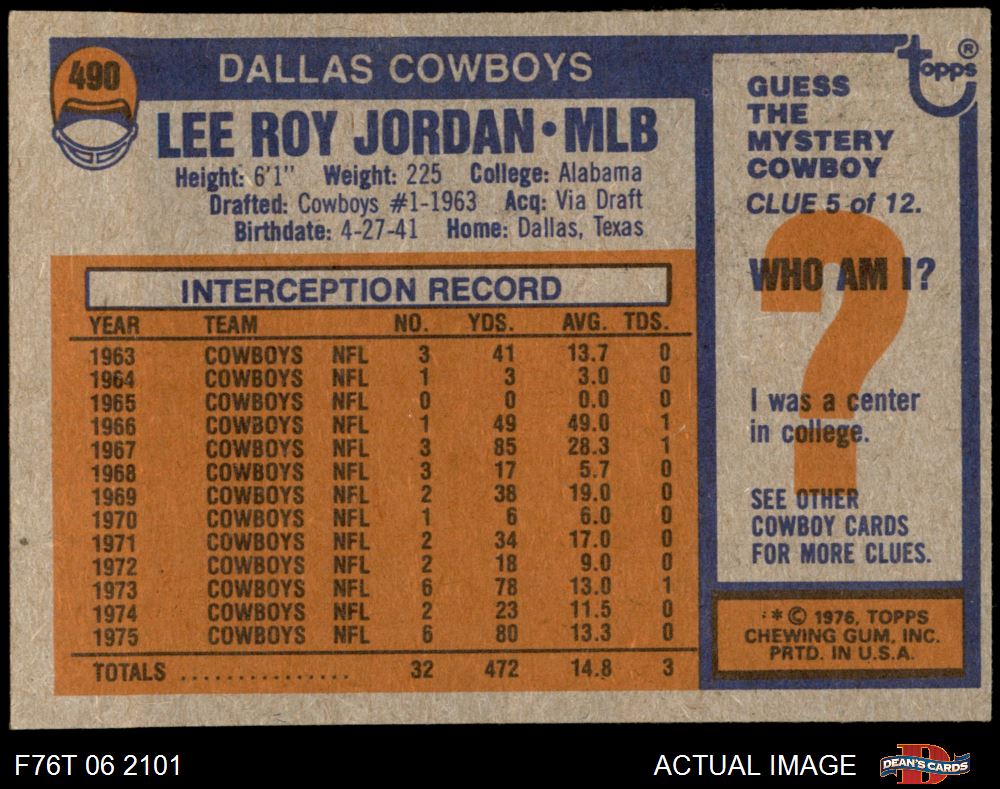 490
DALLAS COWBOYS
LEE ROY JORDAN • MLB
Height: 6'1" Weight: 225 College: Alabama
Drafted: Cowboys #1-1963 Acq: Via Draft
Birthdate: 4-27-41 Home: Dallas, Texas
INTERCEPTION RECORD
YEAR TEAM NO. YDS. AVG. TDS.
1963 COWBOYS NFL 3 41 13.7 0
1964 COWBOYS NFL 1 3 3.0 0
1965 COWBOYS NFL 0 0 0.0 0
1966 COWBOYS NFL 1 49 49.0 1
1967 COWBOYS NFL 3 85 28.3 1
1968 COWBOYS NFL 3 17 5.7 0
1969 COWBOYS NFL 2 38 19.0 0
1970 COWBOYS NFL 1 6 6.0 0
1971 COWBOYS NFL 2 34 17.0 0
1972 COWBOYS NFL 2 18 9.0 0
1973 COWBOYS NFL 6 78 13.0 1
1974 COWBOYS NFL 2 23 11.5 0
1975 COWBOYS NFL 6 80 13.3 0
TOTALS ............... 32 472 14.8 3
topps ®
GUESS
THE
MYSTERY
COWBOY
CLUE 5 of 12.
?
WHO AM I?
I was a center
in college.
SEE OTHER
COWBOY CARDS
FOR MORE CLUES.
* © 1976, TOPPS
CHEWING GUM, INC.
PRTD. IN U.S.A.
F76T 06 2101
ACTUAL IMAGE
D
DEAN'S CARDS